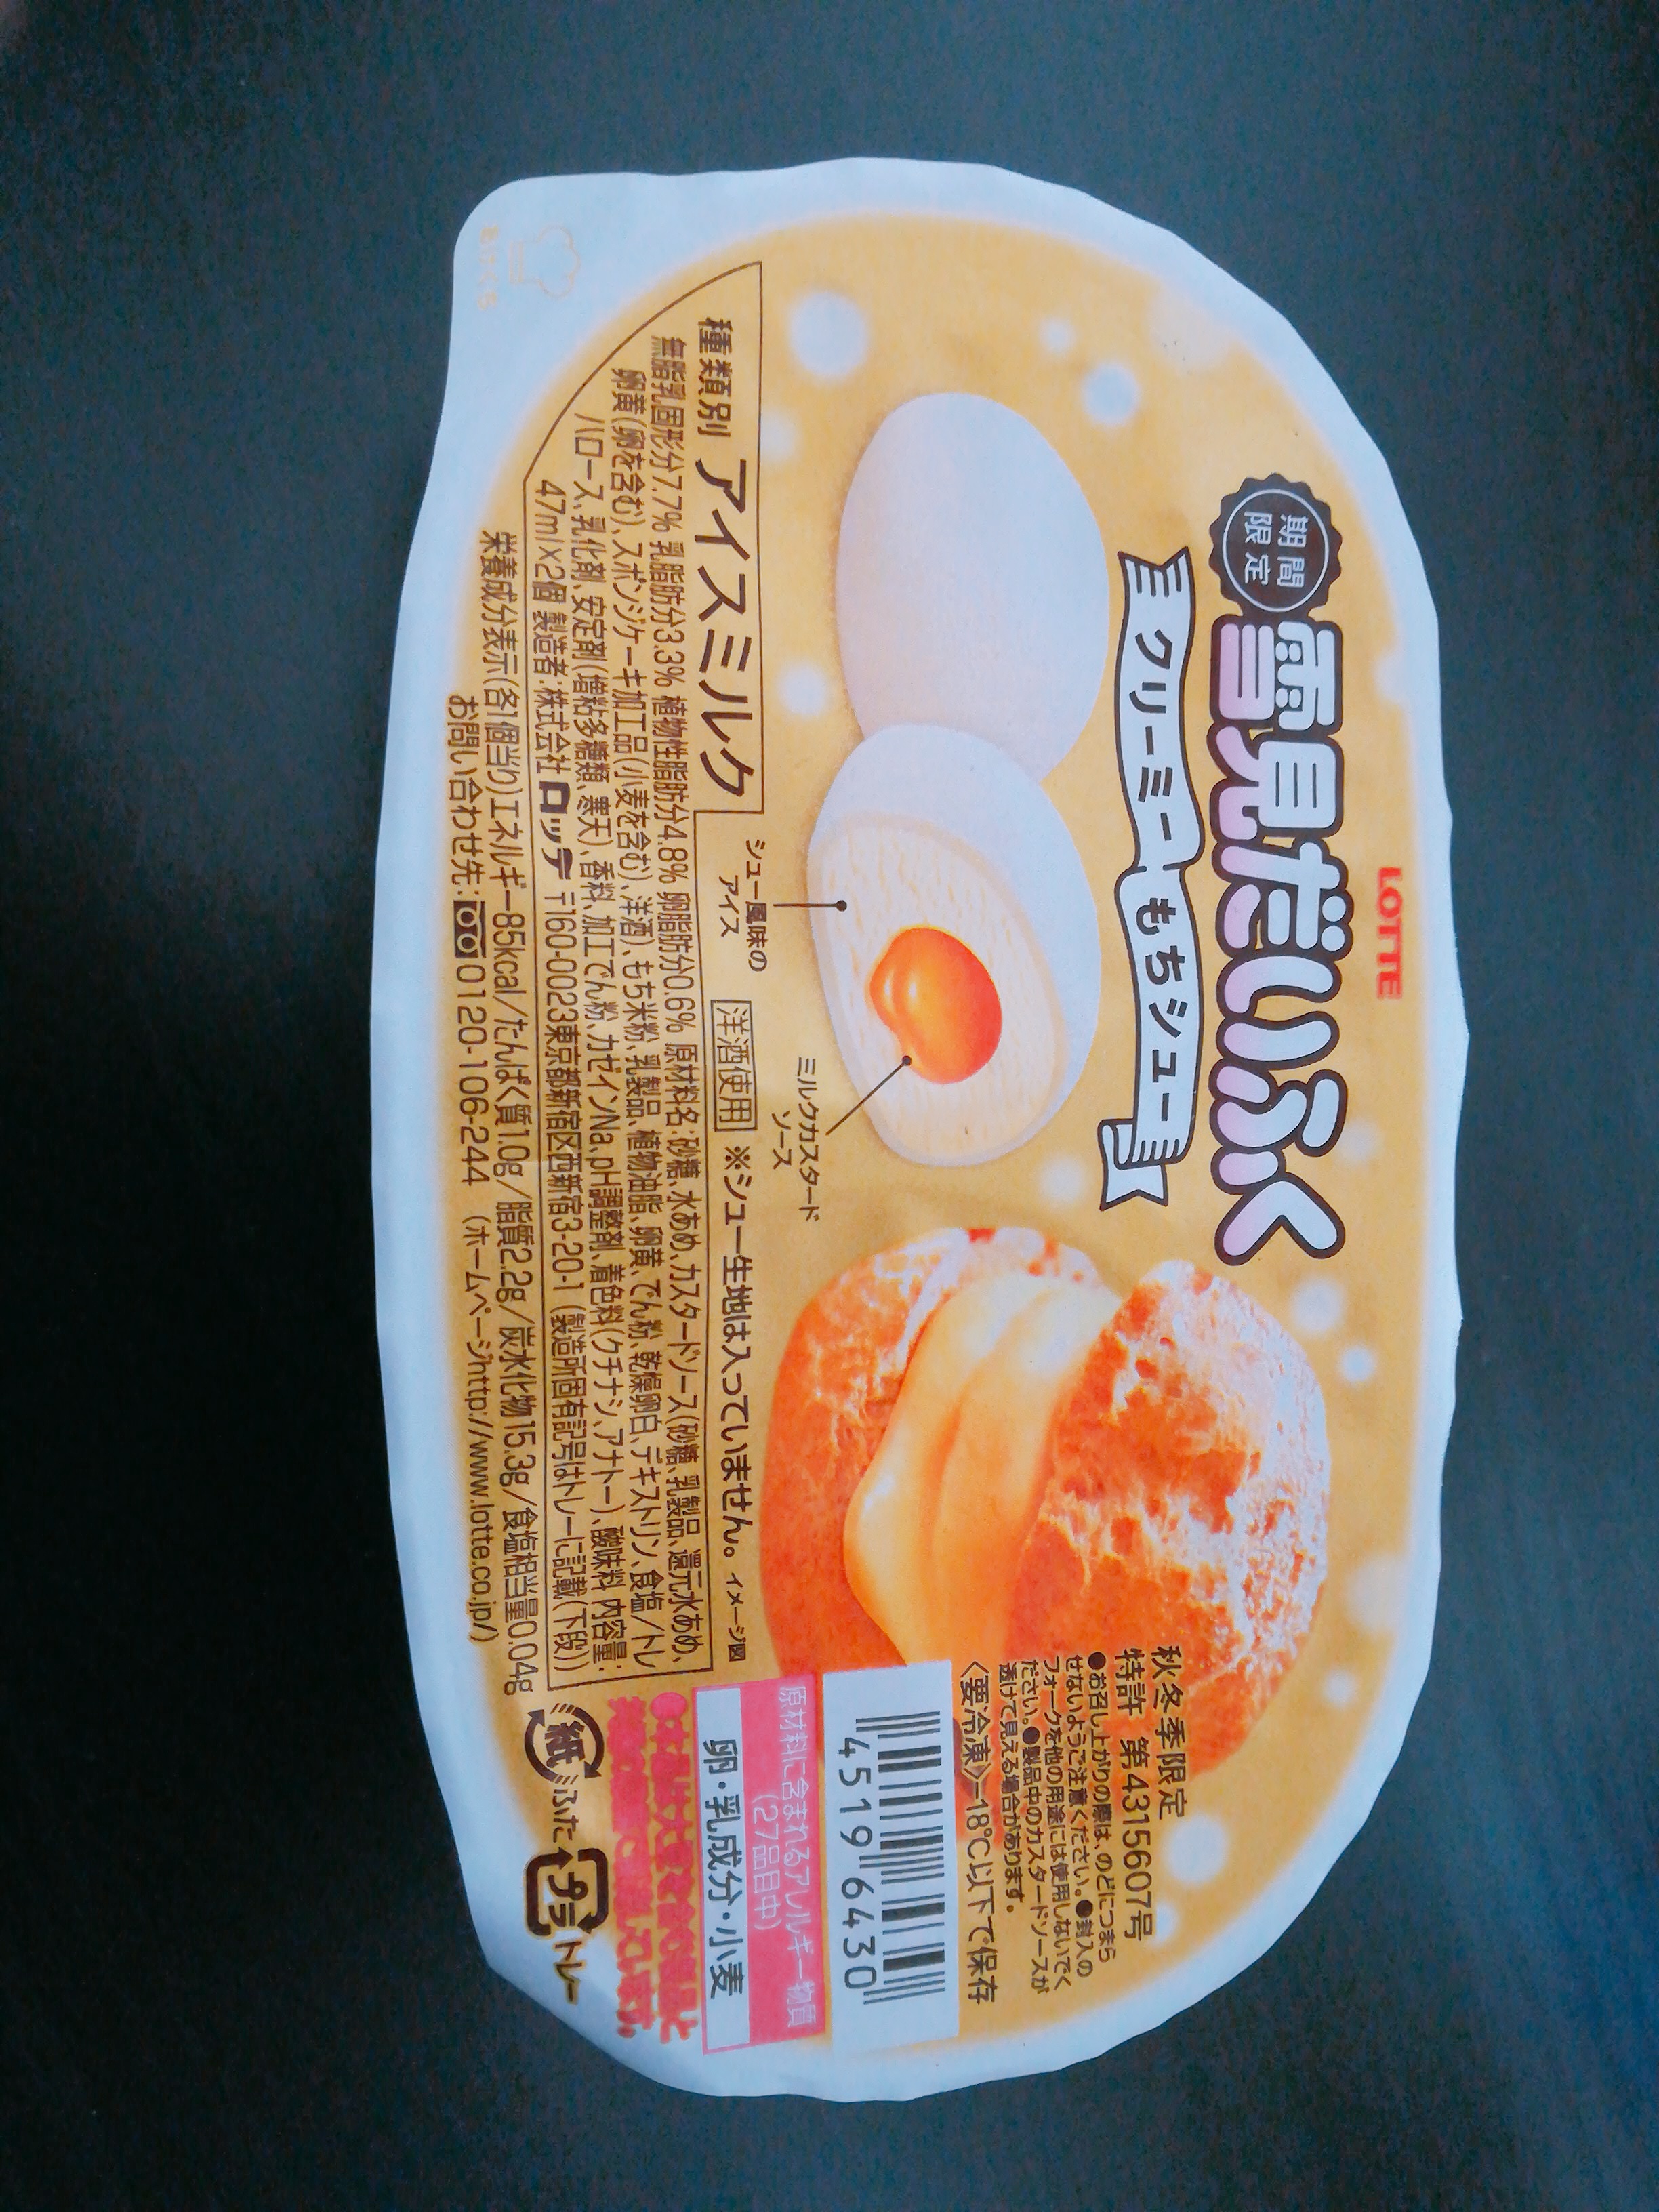 LOTTE
期間
限定
雪見だいふく
クリーミーもちシュー
秋冬季限定
特許 第4315607号
●お召し上がりの際は、のどにつまら
せないようご注意ください。●封入の
フォークを他の用途には使用しないでく
ださい。●製品中のカスタードソースが
透けて見える場合があります。
〈要冷凍〉-18℃以下で保存
4519 6430
原材料に含まれるアレルギー物質
(27品目中)
卵・乳成分・小麦
●本品は大豆を含む製品と
しています。
紙 ふた プラ トレー
ミルクカスタード
ソース
シュー風味の
アイス
洋酒使用 ※シュー生地は入っていません。イメージ図
種類別 アイスミルク
無脂乳固形分7.7% 乳脂肪分3.3% 植物性脂肪分4.8% 卵脂肪分0.6% 原材料名:砂糖、水あめ、カスタードソース(砂糖、乳製品、還元水あめ、
卵黄(卵を含む)、スポンジケーキ加工品(小麦を含む)、洋酒)、もち米粉、乳製品、植物油脂、卵黄、でん粉、乾燥卵白、デキストリン、食塩/トレ
ハロース、乳化剤、安定剤(増粘多糖類、寒天)、香料、加工でん粉、カゼインNa、pH調整剤、着色料(クチナシ、アナトー)、酸味料 内容量:
47ml×2個 製造者:株式会社ロッテ 〒160-0023東京都新宿区西新宿3-20-1 (製造所固有記号はトレーに記載(下段))
栄養成分表示(各1個当り)エネルギー85kcal/たんぱく質1.0g/脂質2.2g/炭水化物15.3g/食塩相当量0.04g
お問い合わせ先:0120-106-244 (ホームページhttp://www.lotte.co.jp/)
あけくち